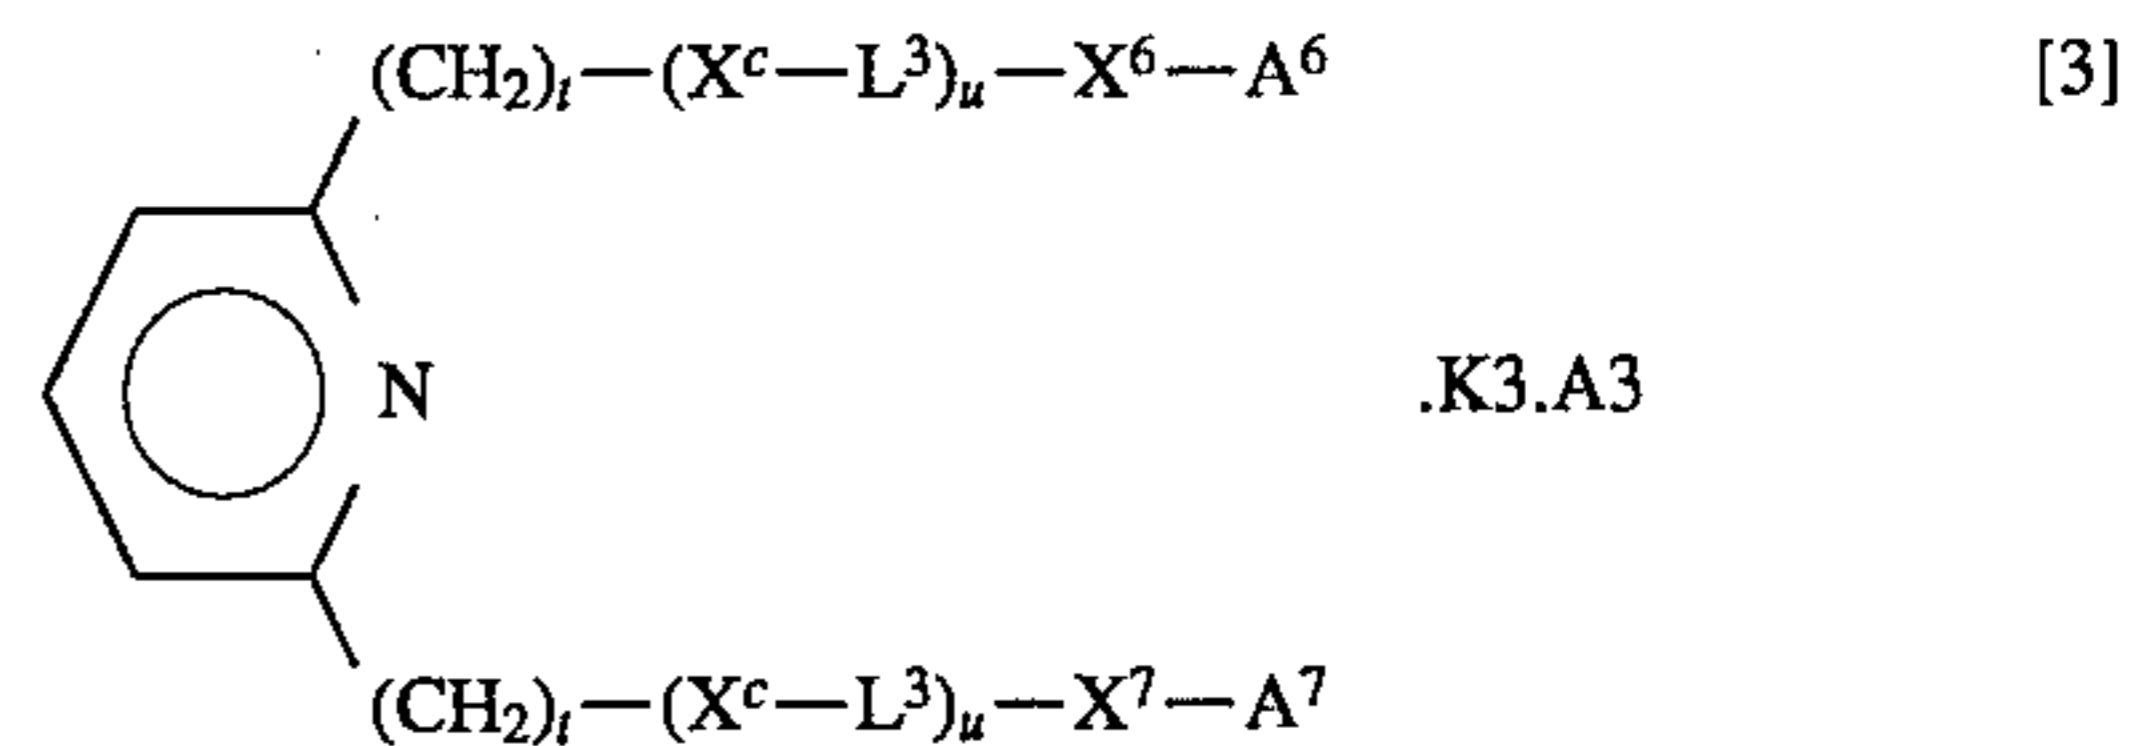 (CH₂)ₜ—(Xᶜ—L³)ᵤ—X⁶—A⁶ [3]
N .K3.A3
(CH₂)ₜ—(Xᶜ—L³)ᵤ—X⁷—A⁷